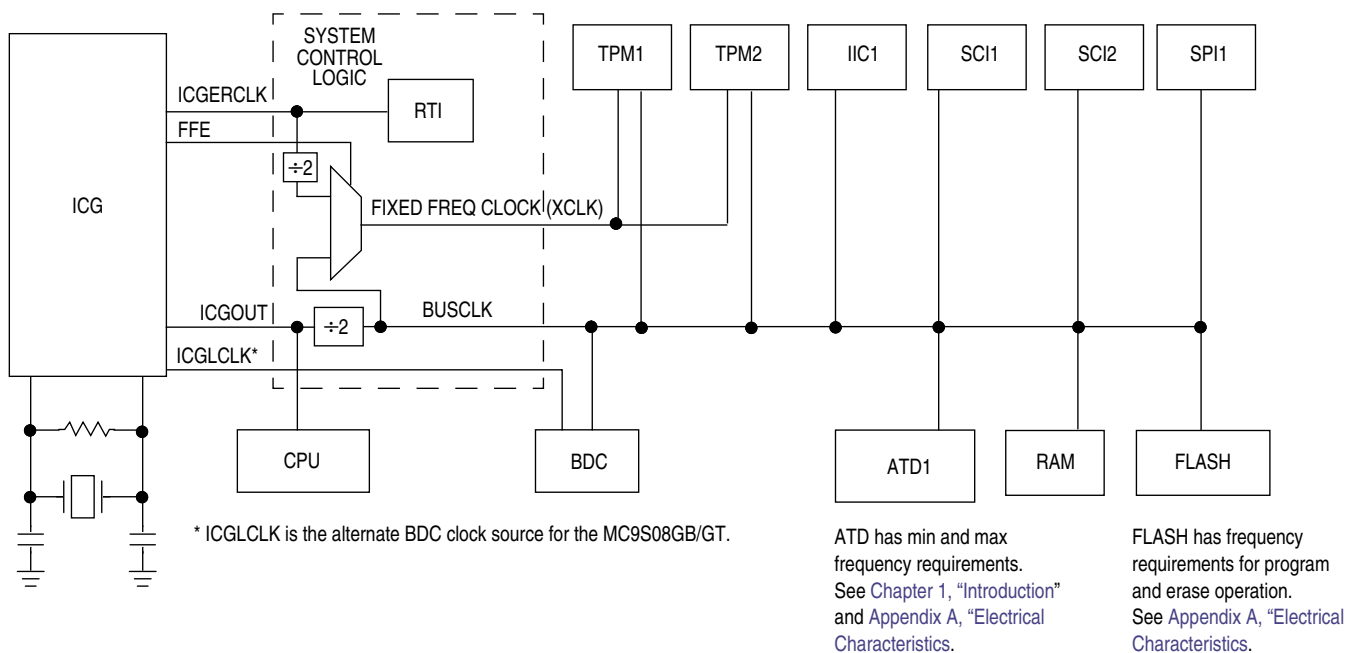 SYSTEM
CONTROL
LOGIC
TPM1
TPM2
IIC1
SCI1
SCI2
SPI1
ICGERCLK
RTI
FFE
÷2
ICG
FIXED FREQ CLOCK (XCLK)
ICGOUT
÷2
BUSCLK
ICGLCLK*
CPU
BDC
ATD1
RAM
FLASH
* ICGLCLK is the alternate BDC clock source for the MC9S08GB/GT.
ATD has min and max
frequency requirements.
See Chapter 1, “Introduction”
and Appendix A, “Electrical
Characteristics.
FLASH has frequency
requirements for program
and erase operation.
See Appendix A, “Electrical
Characteristics.